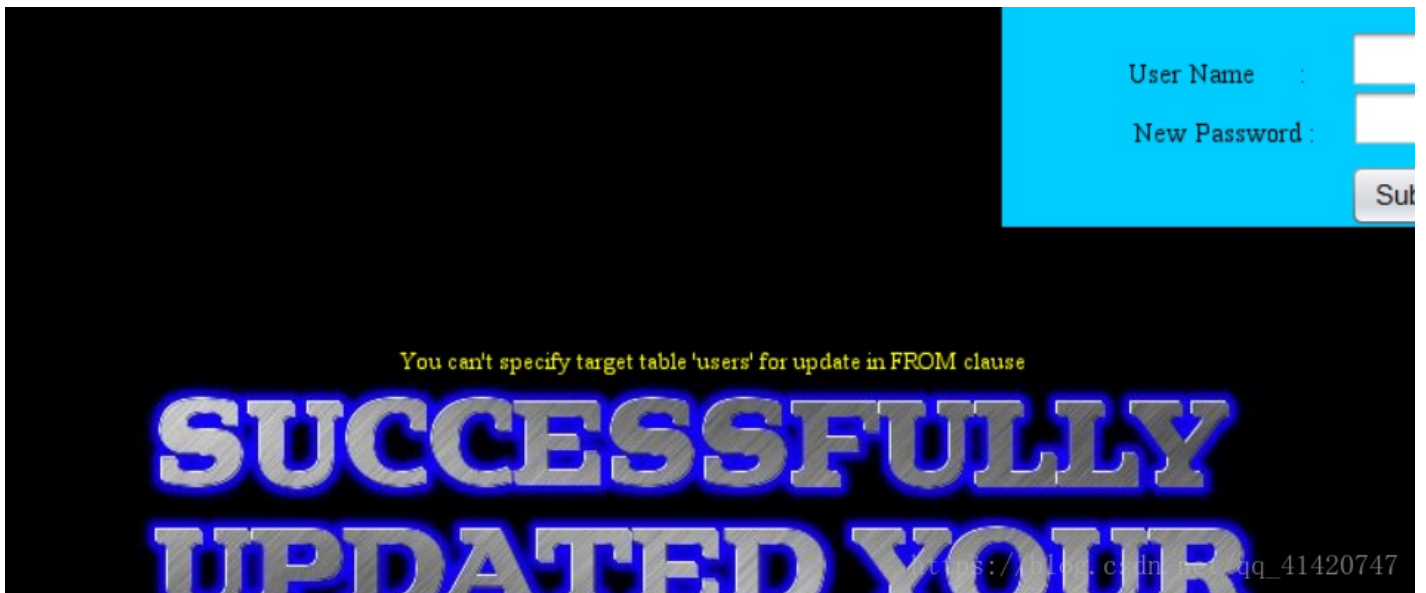 User Name :
New Password :
Sub
You can't specify target table 'users' for update in FROM clause
SUCCESSFULLY
UPDATED YOUR
https://blog.csdn.net/qq_41420747